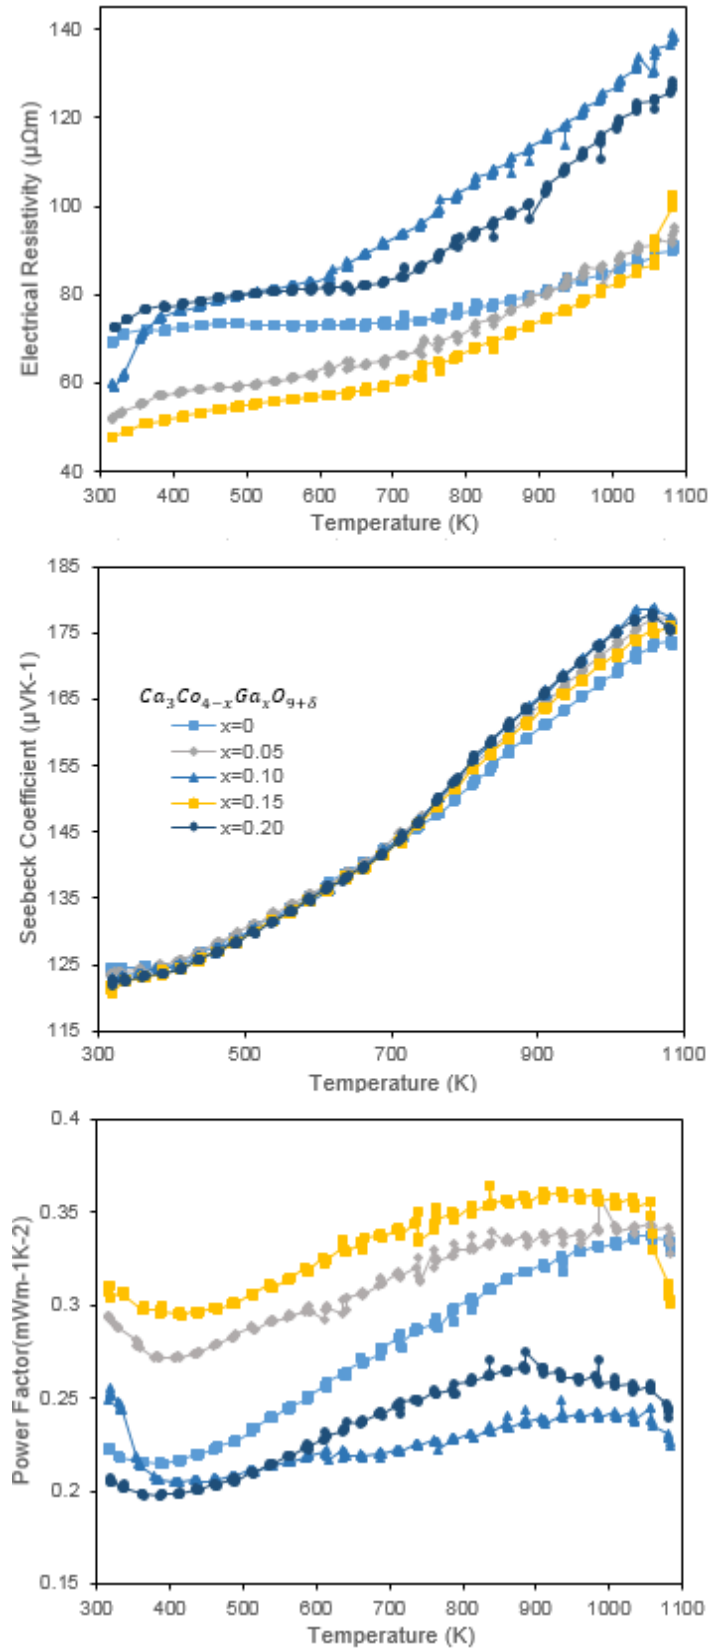 140
120
100
80
60
40
Electrical Resistivity (μΩm)
300 400 500 600 700 800 900 1000 1100
Temperature (K)
185
175
165
155
145
135
125
115
Seebeck Coefficient (μVK-1)
Ca₃Co₄₋ₓGaₓO₉₊δ
x=0
x=0.05
x=0.10
x=0.15
x=0.20
300 500 700 900 1100
Temperature (K)
0.4
0.35
0.3
0.25
0.2
0.15
Power Factor(mWm-1K-2)
300 400 500 600 700 800 900 1000 1100
Temperature (K)